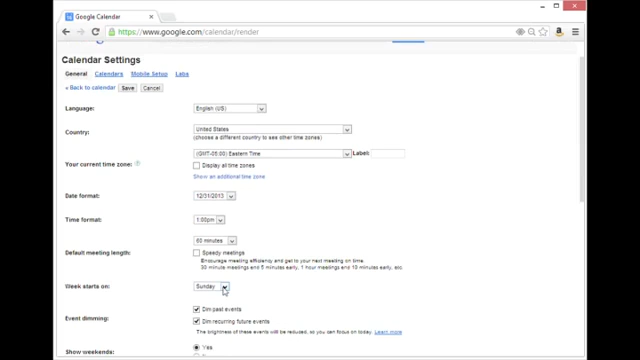 Google Calendar
https://www.google.com/calendar/render
Calendar Settings
General Calendars Mobile Setup Labs
« Back to calendar Save Cancel
Language: English (US)
Country: United States
(choose a different country to see other time zones)
Your current time zone: (GMT-05:00) Eastern Time Label:
Display all time zones
Show an additional time zone
Date format: 12/31/2013
Time format: 1:00pm
60 minutes
Default meeting length: Speedy meetings
Encourage meeting efficiency and get to your next meeting on time.
30 minute meetings end 5 minutes early, 1 hour meetings end 10 minutes early, etc
Week starts on: Sunday
Dim past events
Event dimming: Dim recurring future events
The brightness of these events will be reduced, so you can focus on today. Learn more
Show weekends: Yes